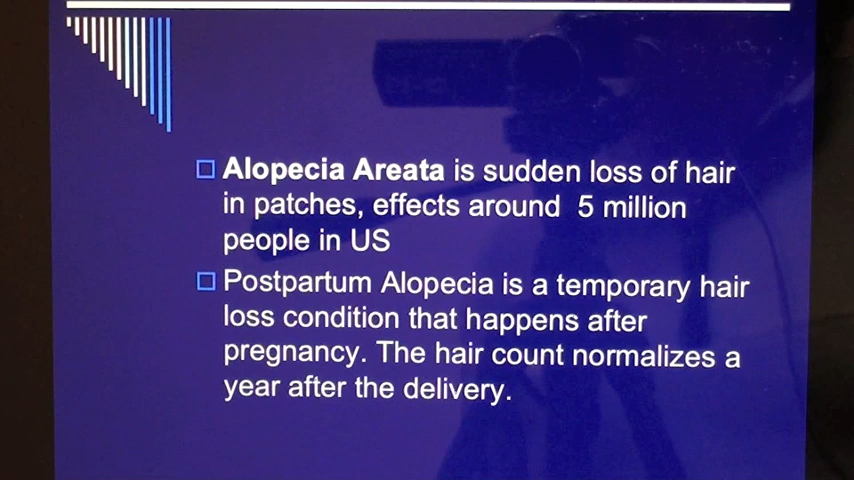 Alopecia Areata is sudden loss of hair
in patches, effects around 5 million
people in US
Postpartum Alopecia is a temporary hair
loss condition that happens after
pregnancy. The hair count normalizes a
year after the delivery.